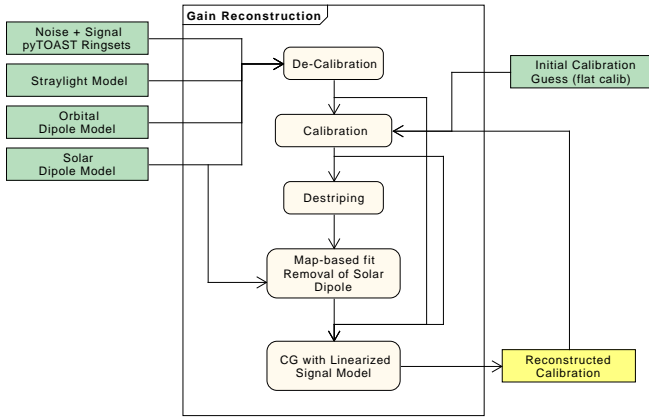 Gain Reconstruction
Noise + Signal
pyTOAST Ringsets
Straylight Model
Orbital
Dipole Model
Solar
Dipole Model
De-Calibration
Initial Calibration
Guess (flat calib)
Calibration
Destriping
Map-based fit
Removal of Solar
Dipole
CG with Linearized
Signal Model
Reconstructed
Calibration